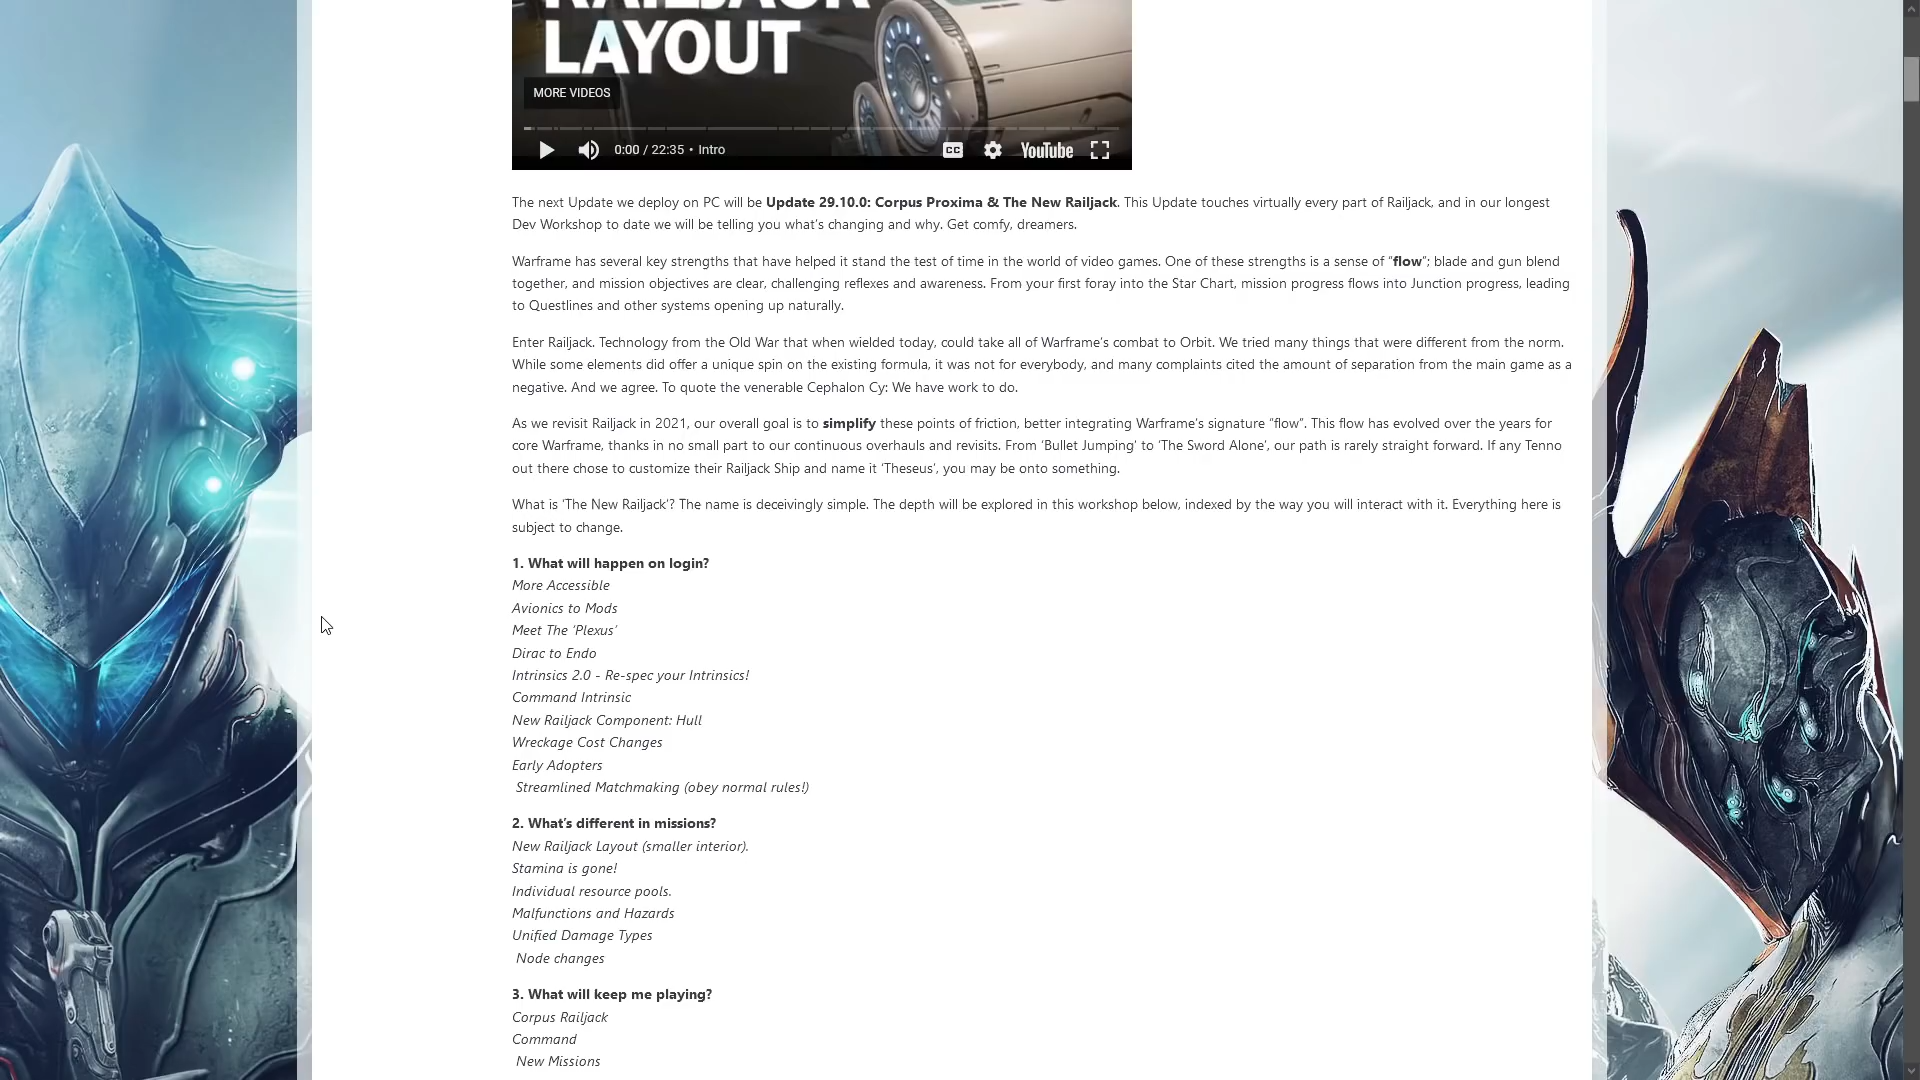 LAYOUT
MORE VIDEOS
0:00 / 22:35 • Intro
CC
YouTube
The next Update we deploy on PC will be Update 29.10.0: Corpus Proxima & The New Railjack. This Update touches virtually every part of Railjack, and in our longest
Dev Workshop to date we will be telling you what's changing and why. Get comfy, dreamers.
Warframe has several key strengths that have helped it stand the test of time in the world of video games. One of these strengths is a sense of “flow”; blade and gun blend
together, and mission objectives are clear, challenging reflexes and awareness. From your first foray into the Star Chart, mission progress flows into Junction progress, leading
to Questlines and other systems opening up naturally.
Enter Railjack. Technology from the Old War that when wielded today, could take all of Warframe's combat to Orbit. We tried many things that were different from the norm.
While some elements did offer a unique spin on the existing formula, it was not for everybody, and many complaints cited the amount of separation from the main game as a
negative. And we agree. To quote the venerable Cephalon Cy: We have work to do.
As we revisit Railjack in 2021, our overall goal is to simplify these points of friction, better integrating Warframe's signature “flow”. This flow has evolved over the years for
core Warframe, thanks in no small part to our continuous overhauls and revisits. From ‘Bullet Jumping’ to ‘The Sword Alone’, our path is rarely straight forward. If any Tenno
out there chose to customize their Railjack Ship and name it ‘Theseus’, you may be onto something.
What is ‘The New Railjack’? The name is deceivingly simple. The depth will be explored in this workshop below, indexed by the way you will interact with it. Everything here is
subject to change.
1. What will happen on login?
More Accessible
Avionics to Mods
Meet The ‘Plexus’
Dirac to Endo
Intrinsics 2.0 - Re-spec your Intrinsics!
Command Intrinsic
New Railjack Component: Hull
Wreckage Cost Changes
Early Adopters
Streamlined Matchmaking (obey normal rules!)
2. What's different in missions?
New Railjack Layout (smaller interior).
Stamina is gone!
Individual resource pools.
Malfunctions and Hazards
Unified Damage Types
Node changes
3. What will keep me playing?
Corpus Railjack
Command
New Missions